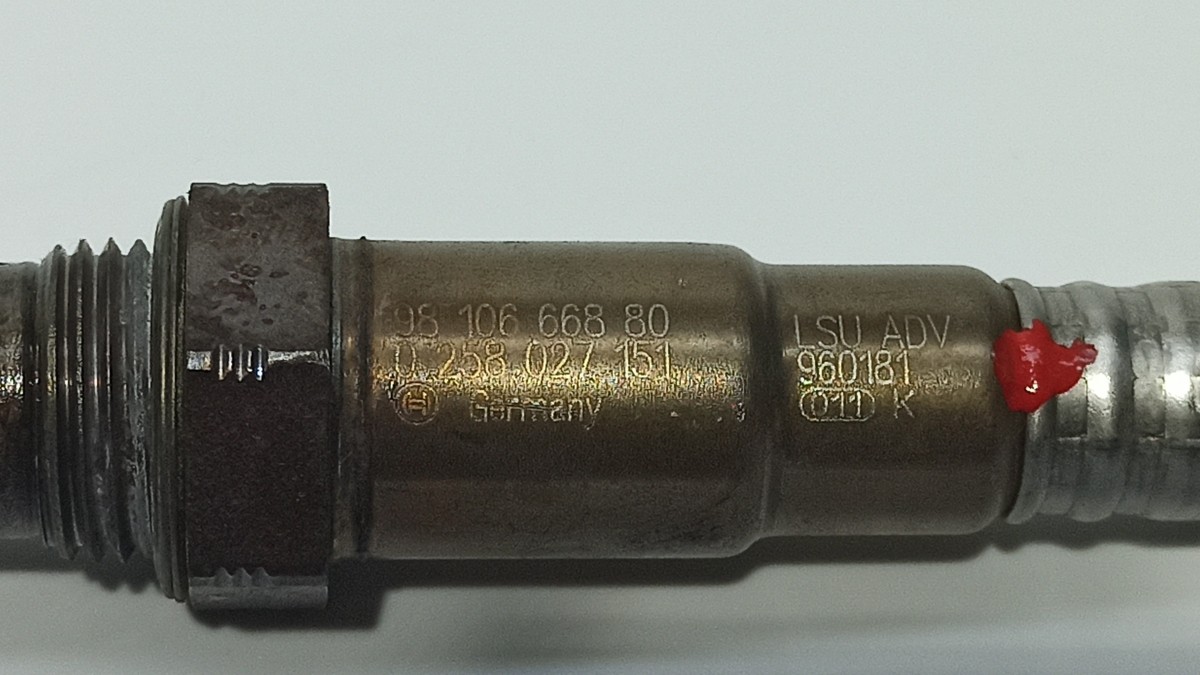 98 106 668 80
0 258 027 151
Germany
LSU ADV
960181
011 K